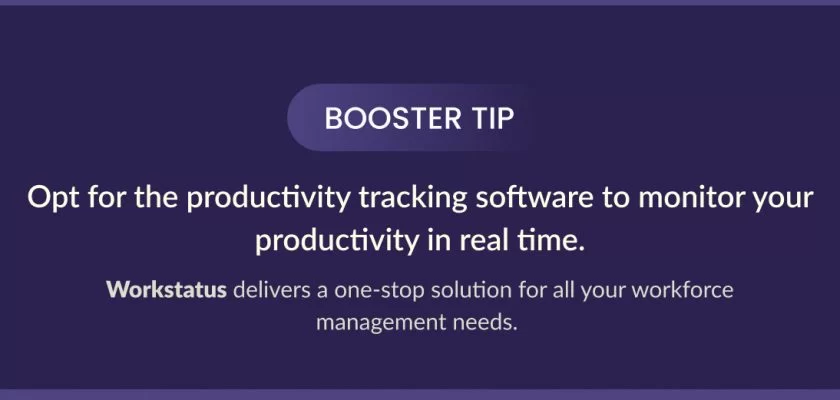 BOOSTER TIP
Opt for the productivity tracking software to monitor your
productivity in real time.
Workstatus delivers a one-stop solution for all your workforce
management needs.